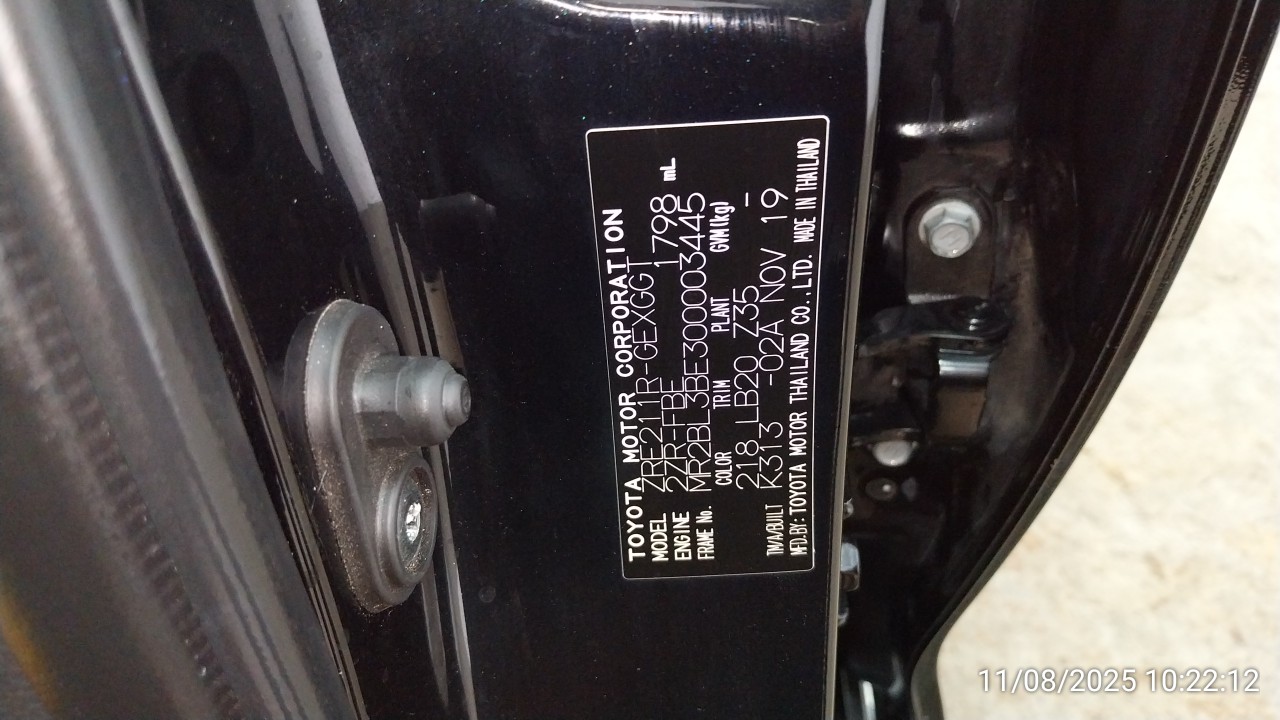 TOYOTA MOTOR CORPORATION
MODEL ZRE211R-GEXGGT
ENGINE 2ZR-FBE 1798 mL
FRAME No. MR2BL3BE300003445
COLOR TRIM PLANT GVM(kg)
218 LB20 Z35 -
TM/A/BUILT K313 -02A NOV 19
MFD.BY: TOYOTA MOTOR THAILAND CO.,LTD. MADE IN THAILAND
11/08/2025 10:22:12